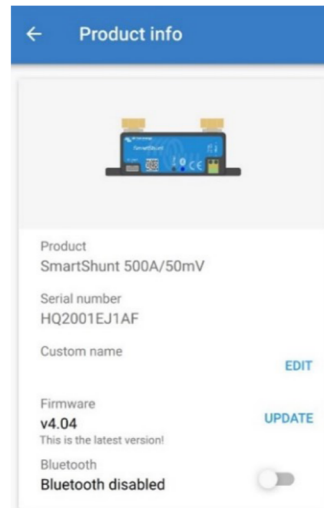 Product info
SmartShunt
Product
SmartShunt 500A/50mV
Serial number
HQ2001EJ1AF
Custom name
EDIT
Firmware
v4.04
UPDATE
This is the latest version!
Bluetooth
Bluetooth disabled